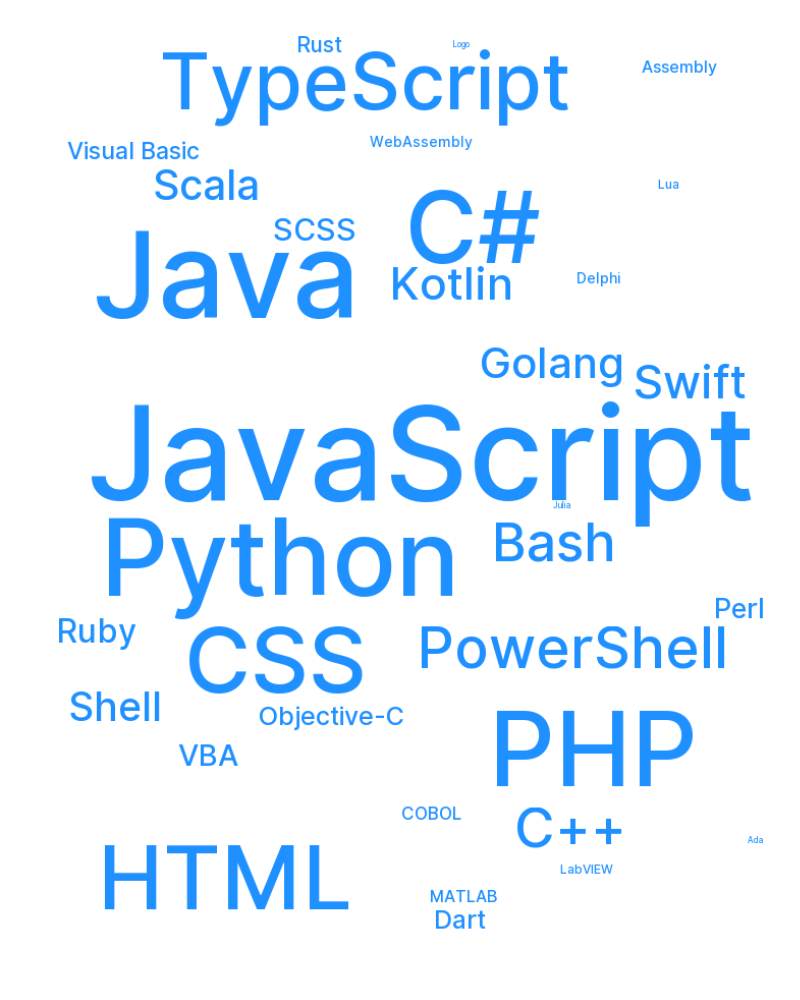 Rust
Logo
TypeScript
Assembly
WebAssembly
Visual Basic
Scala
Lua
SCSS
C#
Java
Kotlin
Delphi
Golang
Swift
JavaScript
Julia
Python
Bash
Perl
Ruby
CSS
PowerShell
Shell
Objective-C
VBA
PHP
COBOL
C++
Ada
LabVIEW
HTML
MATLAB
Dart